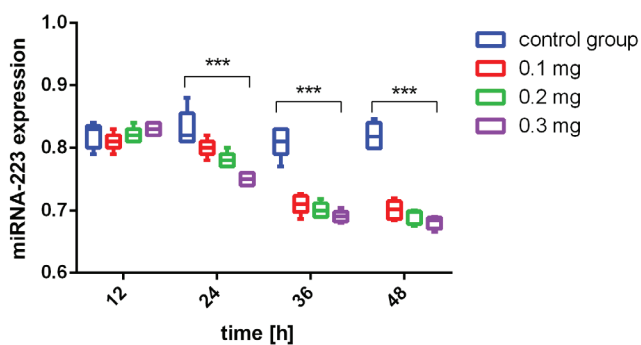 miRNA-223 expression
1.0
0.9
0.8
0.7
0.6
***
***
***
12
24
36
48
time [h]
control group
0.1 mg
0.2 mg
0.3 mg